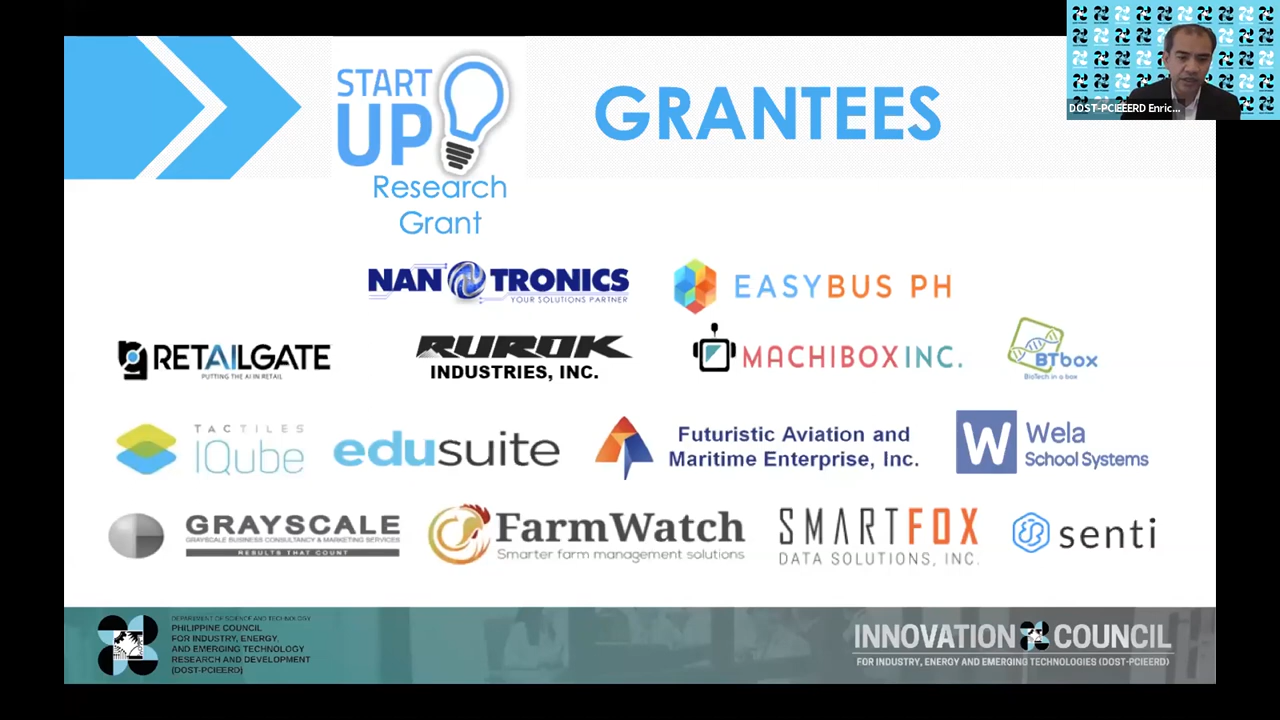 DOST-PCIEERD Enric...
START
UP
Research
Grant
GRANTEES
NANOTRONICS
YOUR SOLUTIONS PARTNER
EASYBUS PH
RETAILGATE
PUTTING THE AI IN RETAIL
RUROK
INDUSTRIES, INC.
MACHIBOX INC.
BTbox
BioTech in a box
TACTILES
IQube
edusuite
Futuristic Aviation and
Maritime Enterprise, Inc.
W
Wela
School Systems
GRAYSCALE
GRAYSCALE BUSINESS CONSULTANCY & MARKETING SERVICES
RESULTS THAT COUNT
FarmWatch
Smarter farm management solutions
SMARTFOX
DATA SOLUTIONS, INC.
senti
DEPARTMENT OF SCIENCE AND TECHNOLOGY
PHILIPPINE COUNCIL
FOR INDUSTRY, ENERGY,
AND EMERGING TECHNOLOGY
RESEARCH AND DEVELOPMENT
(DOST-PCIEERD)
INNOVATION COUNCIL
FOR INDUSTRY, ENERGY AND EMERGING TECHNOLOGIES (DOST-PCIEERD)